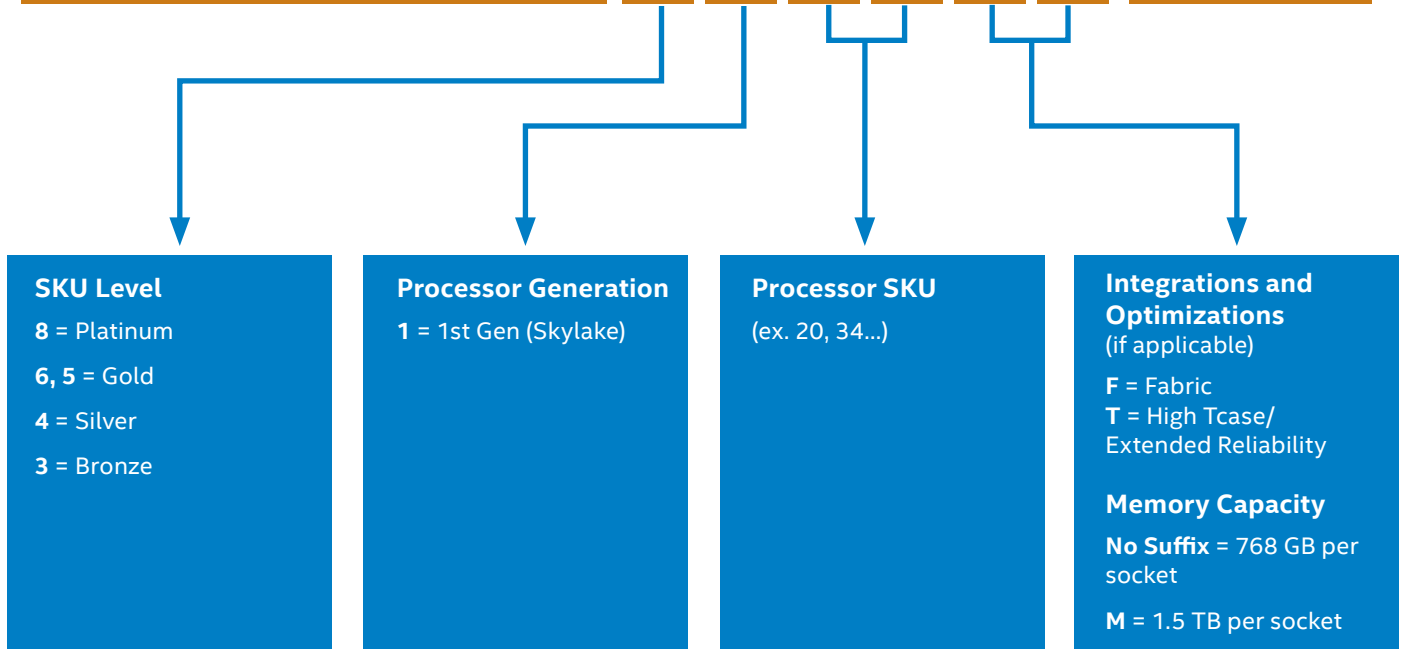 SKU Level
8 = Platinum
6, 5 = Gold
4 = Silver
3 = Bronze
Processor Generation
1 = 1st Gen (Skylake)
Processor SKU
(ex. 20, 34...)
Integrations and
Optimizations
(if applicable)
F = Fabric
T = High Tcase/
Extended Reliability
Memory Capacity
No Suffix = 768 GB per
socket
M = 1.5 TB per socket